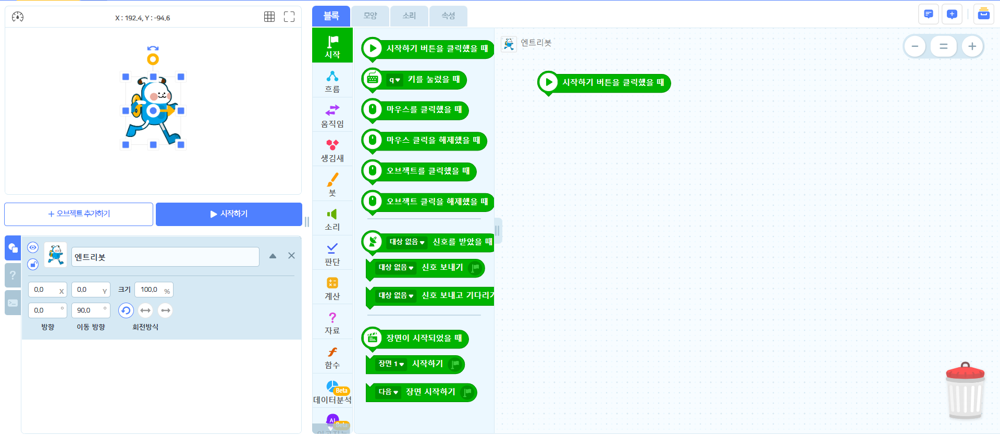 X : 192.4, Y : -94.6
+ 오브젝트 추가하기
시작하기
엔트리봇
0.0 X
0.0 Y
크기 100.0 %
0.0 °
90.0 °
방향
이동 방향
회전방식
블록
모양
소리
속성
시작
흐름
움직임
생김새
붓
소리
판단
계산
자료
함수
Beta
데이터분석
AI
Beta
시작하기 버튼을 클릭했을 때
q 키를 눌렀을 때
마우스를 클릭했을 때
마우스 클릭을 해제했을 때
오브젝트를 클릭했을 때
오브젝트 클릭을 해제했을 때
대상 없음 신호를 받았을 때
대상 없음 신호 보내기
대상 없음 신호 보내고 기다리기
장면이 시작되었을 때
장면 1 시작하기
다음 장면 시작하기
엔트리봇
시작하기 버튼을 클릭했을 때